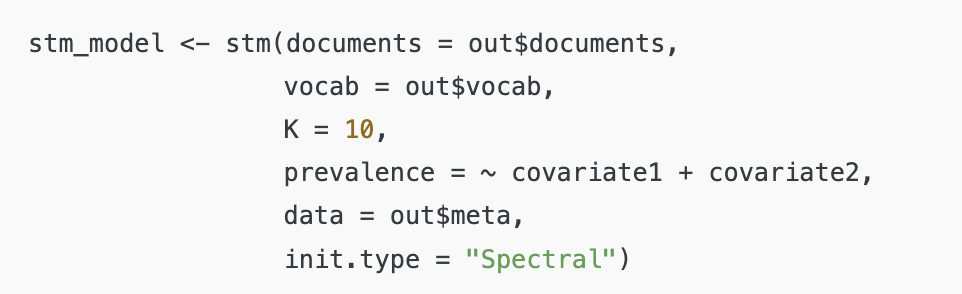 stm_model <- stm(documents = out$documents,
vocab = out$vocab,
K = 10,
prevalence = ~ covariate1 + covariate2,
data = out$meta,
init.type = "Spectral")